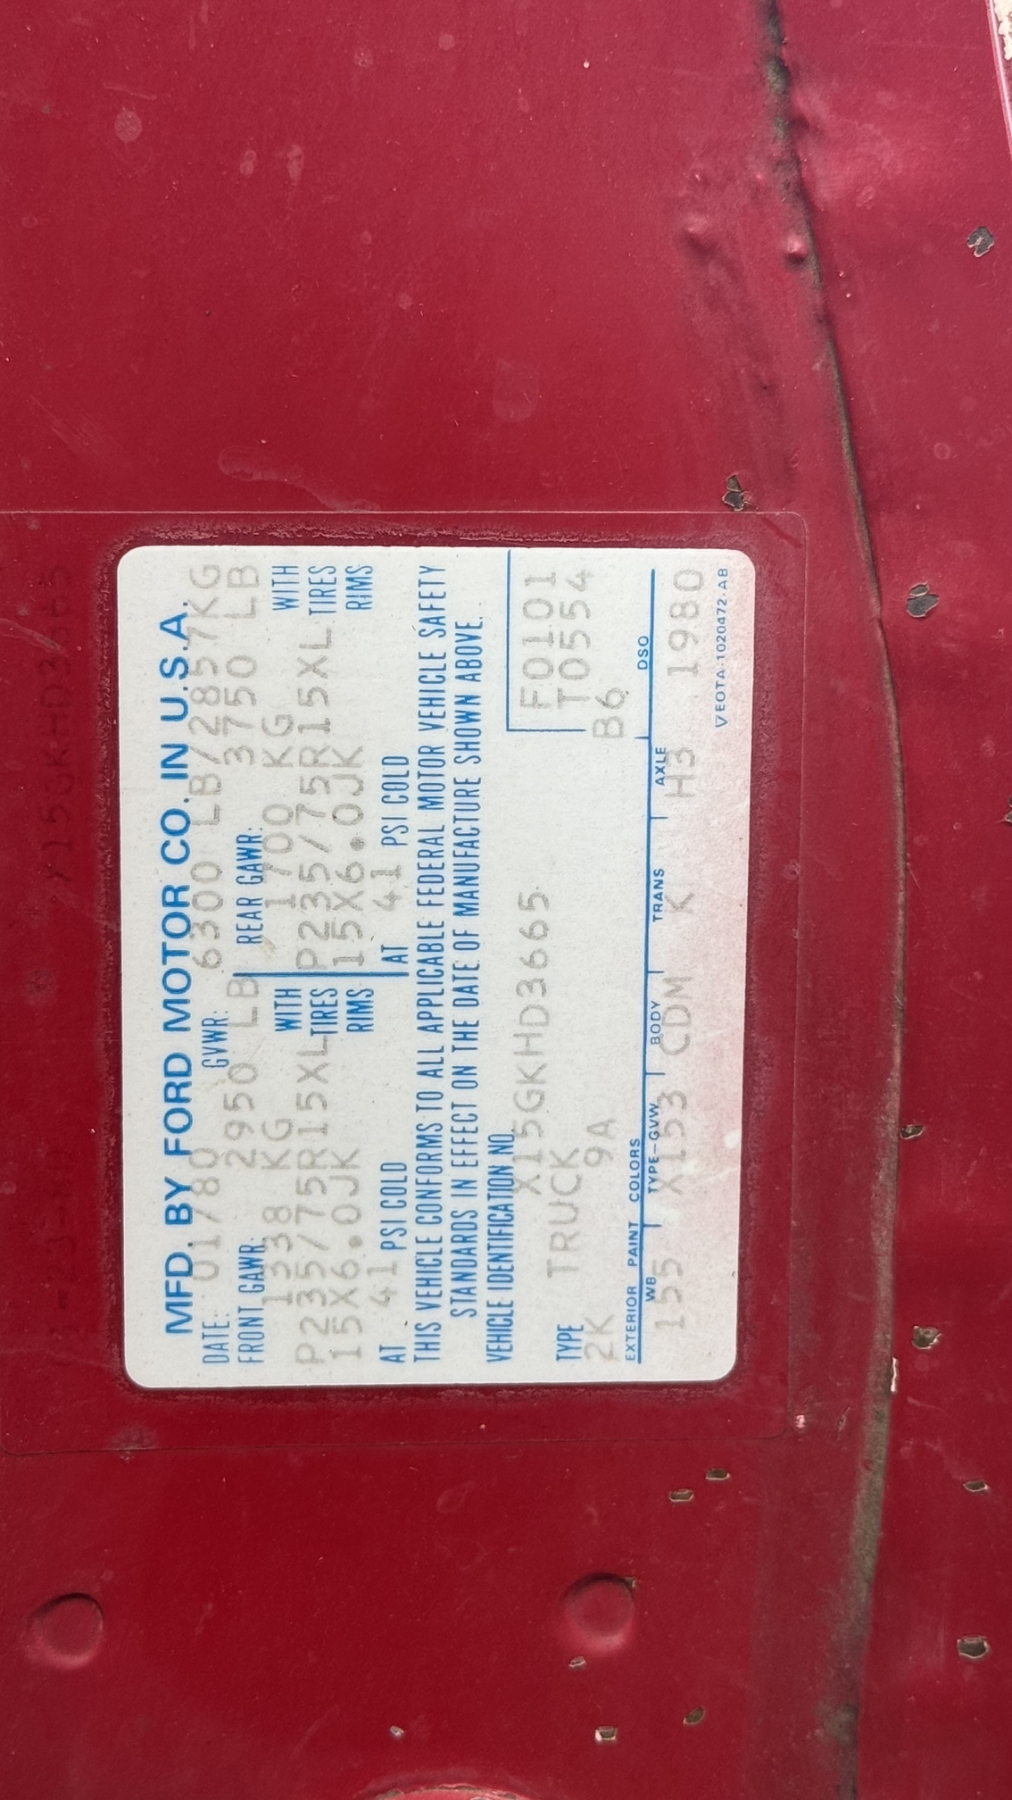 MFD. BY FORD MOTOR CO. IN U.S.A.
DATE: 01/80 GVWR: 6300 LB/2857KG
FRONT GAWR: 2950 LB REAR GAWR: 3750 LB
1338 KG WITH 1700 KG WITH
P235/75R15XL TIRES P235/75R15XL TIRES
15X6.0JK RIMS 15X6.0JK RIMS
AT 41 PSI COLD AT 41 PSI COLD
THIS VEHICLE CONFORMS TO ALL APPLICABLE FEDERAL MOTOR VEHICLE SAFETY
STANDARDS IN EFFECT ON THE DATE OF MANUFACTURE SHOWN ABOVE.
VEHICLE IDENTIFICATION NO.
X15GKHD3665 F0101
TYPE TRUCK T0554
2K 9A B6
EXTERIOR PAINT COLORS DSO
WB TYPE-GVW BODY TRANS AXLE
155 X153 CDM K H3 1980
VEOTA-1020472-AB